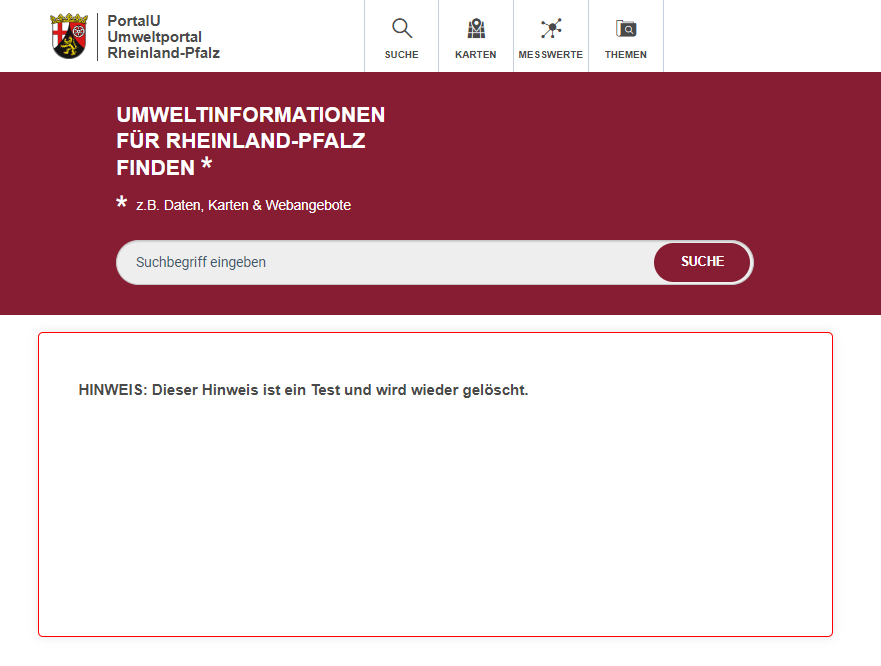 PortalU
Umweltportal
Rheinland-Pfalz
SUCHE
KARTEN
MESSWERTE
THEMEN
UMWELTINFORMATIONEN
FÜR RHEINLAND-PFALZ
FINDEN *
* z.B. Daten, Karten & Webangebote
Suchbegriff eingeben
SUCHE
HINWEIS: Dieser Hinweis ist ein Test und wird wieder gelöscht.